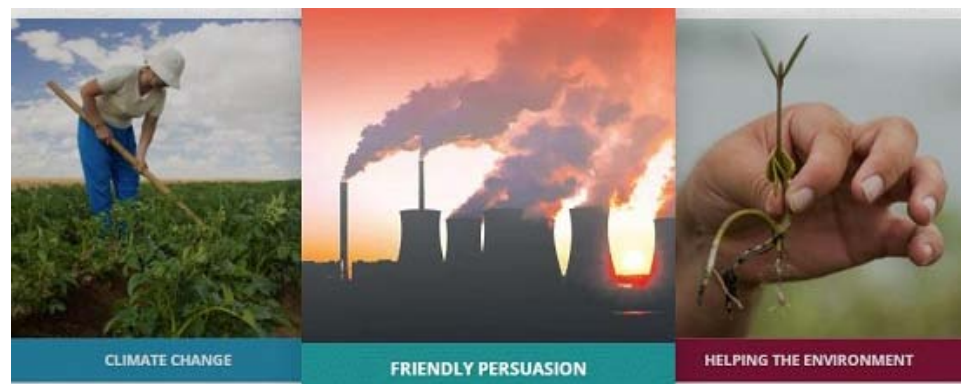 CLIMATE CHANGE
FRIENDLY PERSUASION
HELPING THE ENVIRONMENT